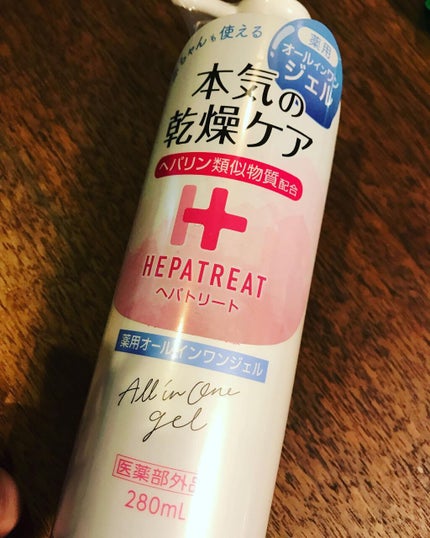 ちゃんも使える
薬用
オールインワン
ジェル
本気の
乾燥ケア
ヘパリン類似物質配合
HEPATREAT
ヘパトリート
薬用オールインワンジェル
All in One
gel
医薬部外品
280mL